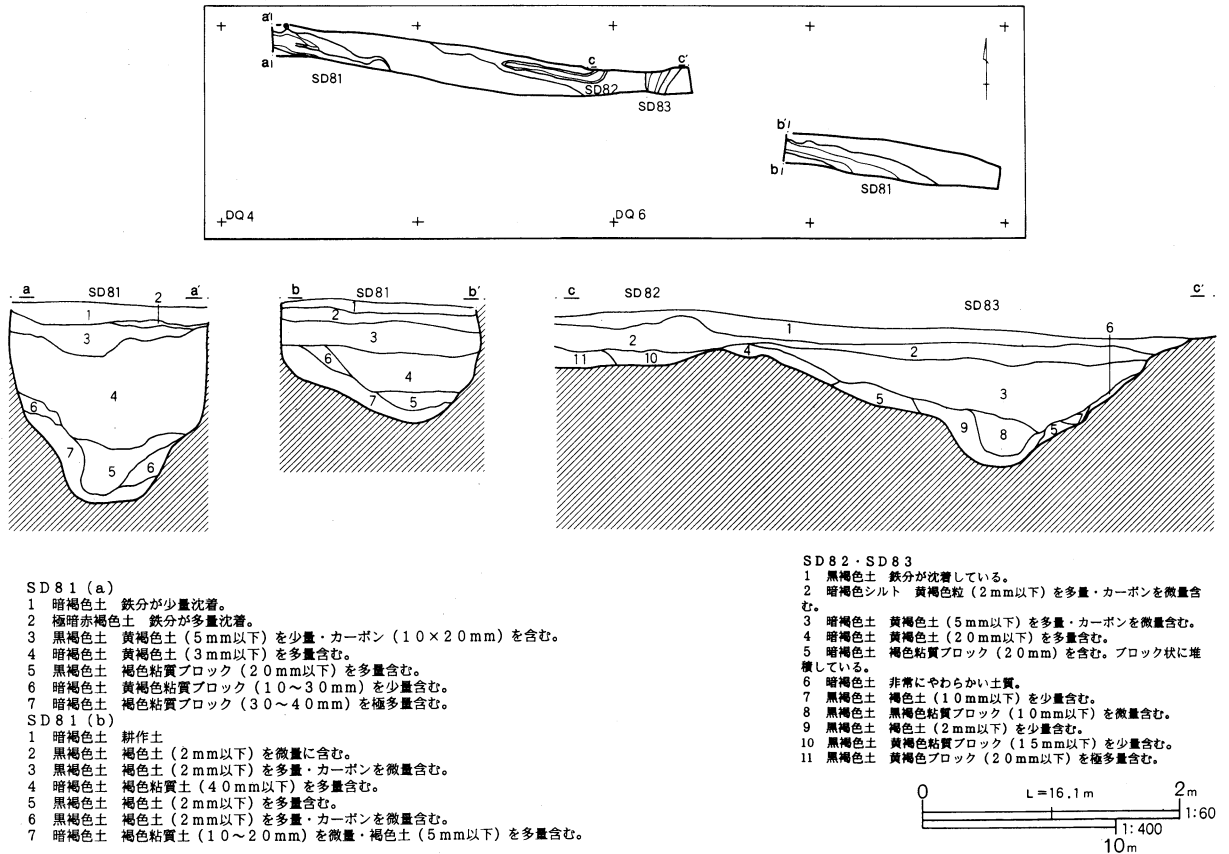 a′
a
SD81
c
c′
SD82
SD83
b′
b
SD81
DQ4
DQ6
a
SD81
2
a′
1
3
4
6
7
5
6
b
SD81
b′
1
2
3
6
4
7
5
c
SD82
SD83
c′
6
1
2
2
11
10
4
3
5
9
8
5
SD81(a)
1 暗褐色土 鉄分が少量沈着。
2 極暗赤褐色土 鉄分が多量沈着。
3 黒褐色土 黄褐色土(5mm以下)を少量・カーボン(10×20mm)を含む。
4 暗褐色土 黄褐色土(3mm以下)を多量含む。
5 黒褐色土 褐色粘質ブロック(20mm以下)を多量含む。
6 暗褐色土 黄褐色粘質ブロック(10〜30mm)を少量含む。
7 暗褐色土 褐色粘質ブロック(30〜40mm)を極多量含む。
SD81(b)
1 暗褐色土 耕作土
2 黒褐色土 褐色土(2mm以下)を微量に含む。
3 黒褐色土 褐色土(2mm以下)を多量・カーボンを微量含む。
4 暗褐色土 褐色粘質土(40mm以下)を多量含む。
5 黒褐色土 褐色土(2mm以下)を多量含む。
6 黒褐色土 褐色土(2mm以下)を多量・カーボンを微量含む。
7 暗褐色土 褐色粘質土(10〜20mm)を微量・褐色土(5mm以下)を多量含む。
SD82・SD83
1 黒褐色土 鉄分が沈着している。
2 暗褐色シルト 黄褐色粒(2mm以下)を多量・カーボンを微量含
む。
3 暗褐色土 黄褐色土(5mm以下)を多量・カーボンを微量含む。
4 暗褐色土 黄褐色土(20mm以下)を多量含む。
5 暗褐色土 褐色粘質ブロック(20mm)を含む。ブロック状に堆
積している。
6 暗褐色土 非常にやわらかい土質。
7 黒褐色土 褐色土(10mm)を少量含む。
8 黒褐色土 黒褐色粘質ブロック(10mm以下)を微量含む。
9 黒褐色土 褐色土(2mm以下)を少量含む。
10 黒褐色土 黄褐色粘質ブロック(15mm以下)を少量含む。
11 黒褐色土 黄褐色ブロック(20mm以下)を極多量含む。
0 L=16.1m 2m
1:60
1:400
10m